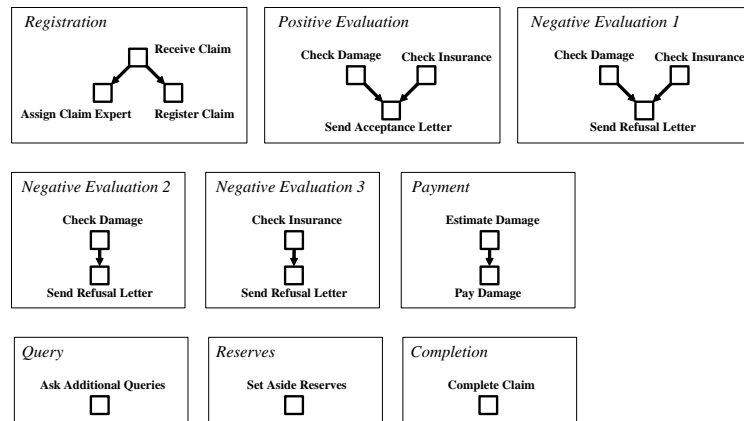 Registration
Receive Claim
Assign Claim Expert
Register Claim
Positive Evaluation
Check Damage
Check Insurance
Send Acceptance Letter
Negative Evaluation 1
Check Damage
Check Insurance
Send Refusal Letter
Negative Evaluation 2
Check Damage
Send Refusal Letter
Negative Evaluation 3
Check Insurance
Send Refusal Letter
Payment
Estimate Damage
Pay Damage
Query
Ask Additional Queries
Reserves
Set Aside Reserves
Completion
Complete Claim